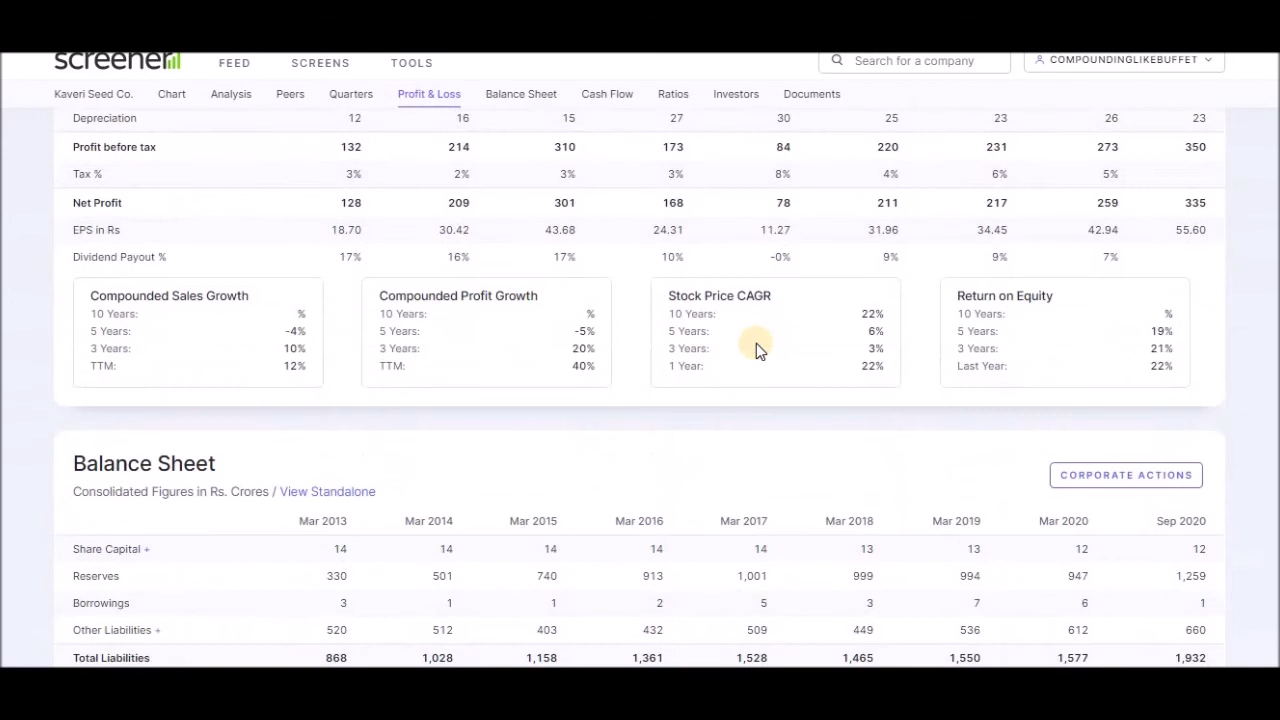 screener FEED SCREENS TOOLS Search for a company COMPOUNDINGLIKEBUFFET
Kaveri Seed Co. Chart Analysis Peers Quarters Profit & Loss Balance Sheet Cash Flow Ratios Investors Documents
Depreciation 12 16 15 27 30 25 23 26 23
Profit before tax 132 214 310 173 84 220 231 273 350
Tax % 3% 2% 3% 3% 8% 4% 6% 5%
Net Profit 128 209 301 168 78 211 217 259 335
EPS in Rs 18.70 30.42 43.68 24.31 11.27 31.96 34.45 42.94 55.60
Dividend Payout % 17% 16% 17% 10% -0% 9% 9% 7%
Compounded Sales Growth Compounded Profit Growth Stock Price CAGR Return on Equity
10 Years: % 10 Years: % 10 Years: 22% 10 Years: %
5 Years: -4% 5 Years: -5% 5 Years: 6% 5 Years: 19%
3 Years: 10% 3 Years: 20% 3 Years: 3% 3 Years: 21%
TTM: 12% TTM: 40% 1 Year: 22% Last Year: 22%
Balance Sheet
CORPORATE ACTIONS
Consolidated Figures in Rs. Crores / View Standalone
Mar 2013 Mar 2014 Mar 2015 Mar 2016 Mar 2017 Mar 2018 Mar 2019 Mar 2020 Sep 2020
Share Capital + 14 14 14 14 14 13 13 12 12
Reserves 330 501 740 913 1,001 999 994 947 1,259
Borrowings 3 1 1 2 5 3 7 6 1
Other Liabilities + 520 512 403 432 509 449 536 612 660
Total Liabilities 868 1,028 1,158 1,361 1,528 1,465 1,550 1,577 1,932